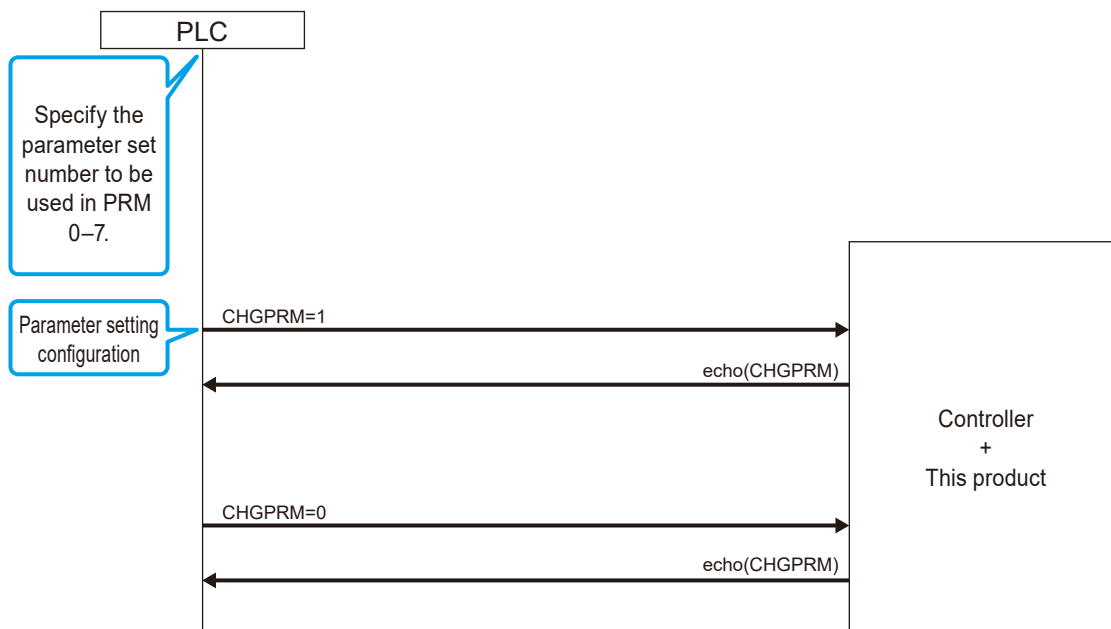 PLC
Specify the
parameter set
number to be
used in PRM
0–7.
Parameter setting
configuration
CHGPRM=1
echo(CHGPRM)
Controller
+
This product
CHGPRM=0
echo(CHGPRM)